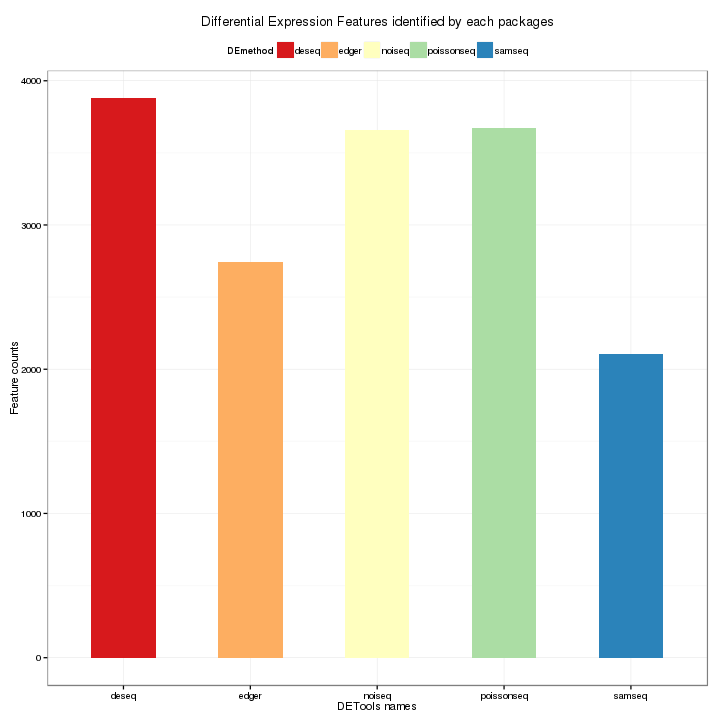 Differential Expression Features identified by each packages
DEmethod deseq edger noiseq poissonseq samseq
4000
3000
2000
1000
0
Feature counts
deseq edger noiseq poissonseq samseq
DETools names